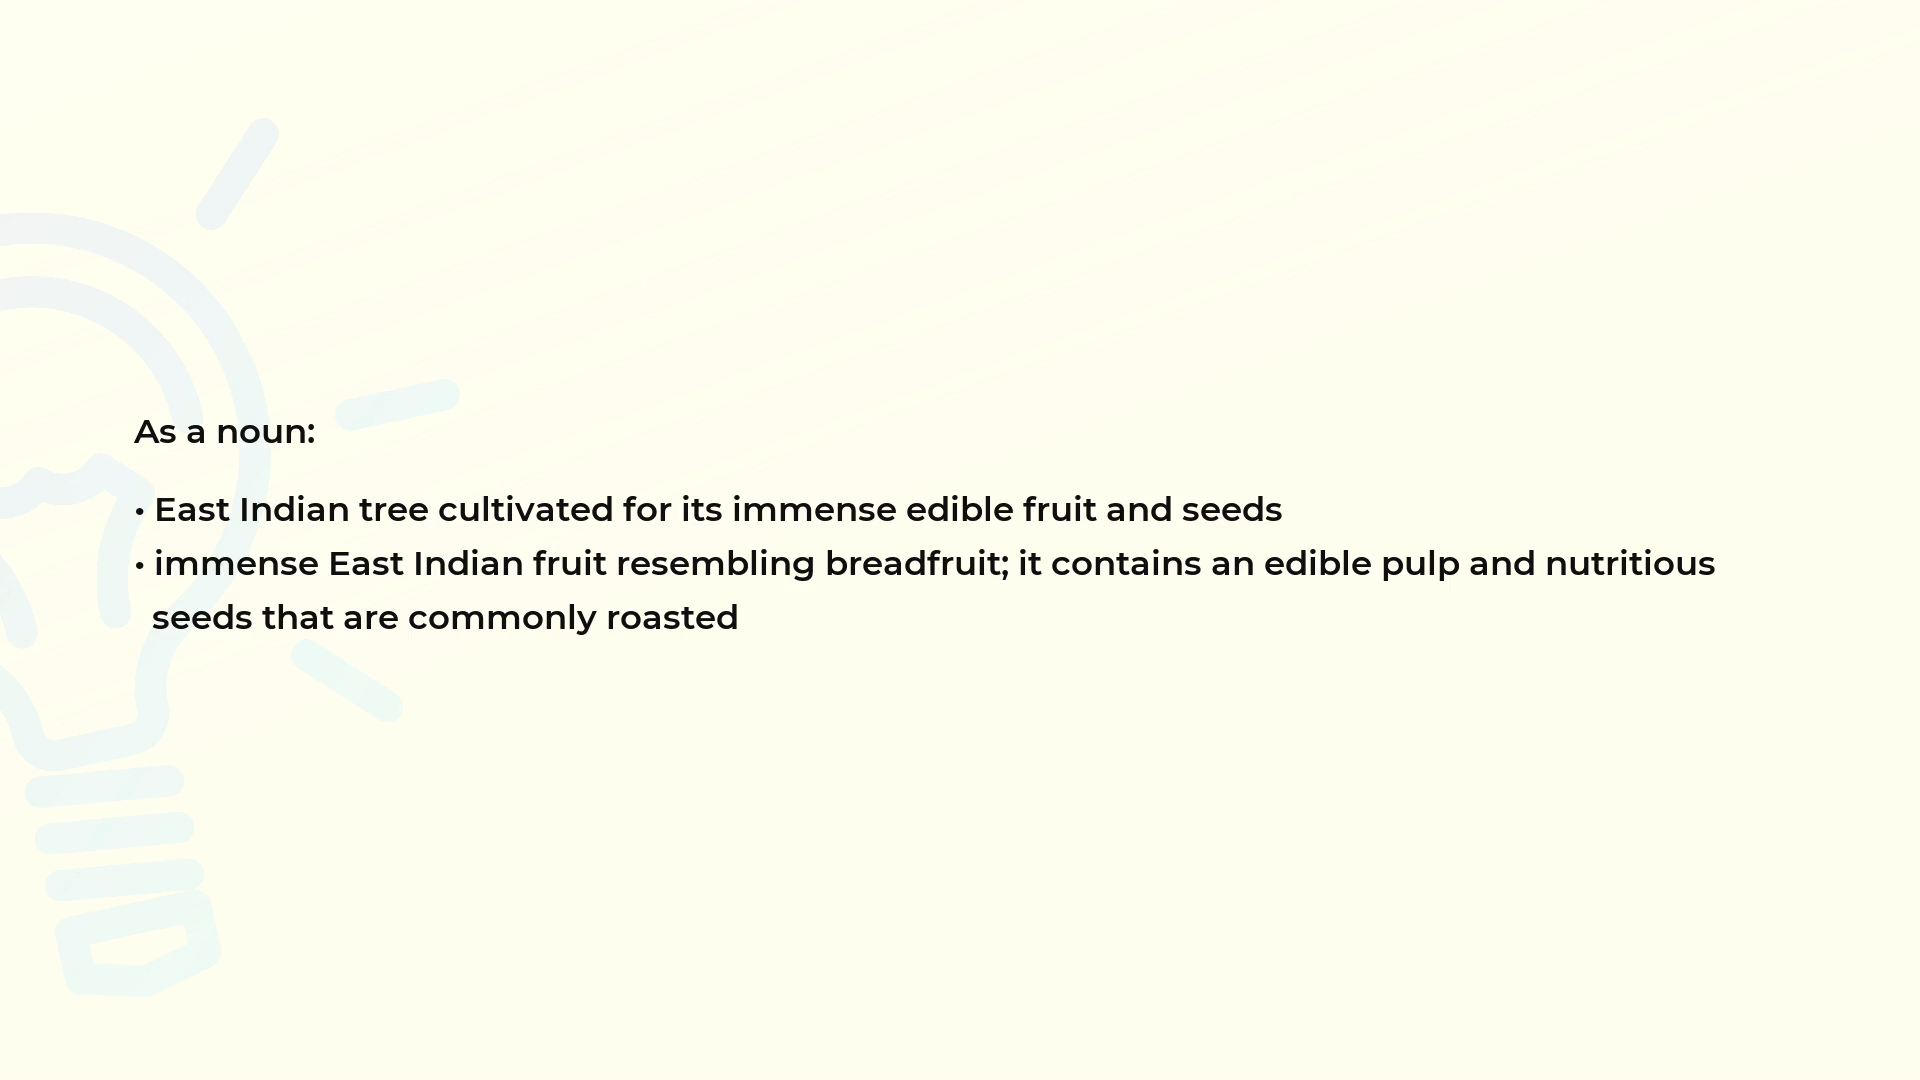 As a noun:
• East Indian tree cultivated for its immense edible fruit and seeds
• immense East Indian fruit resembling breadfruit; it contains an edible pulp and nutritious
seeds that are commonly roasted